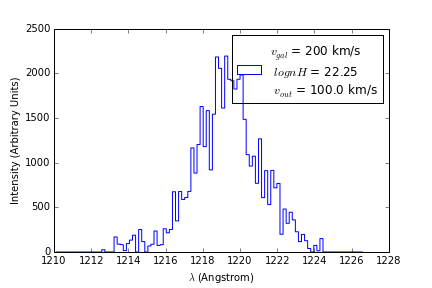 2500
2000
1500
1000
500
0
1210 1212 1214 1216 1218 1220 1222 1224 1226 1228
Intensity (Arbitrary Units)
λ (Angstrom)
v_gal = 200 km/s
lognH = 22.25
v_out = 100.0 km/s